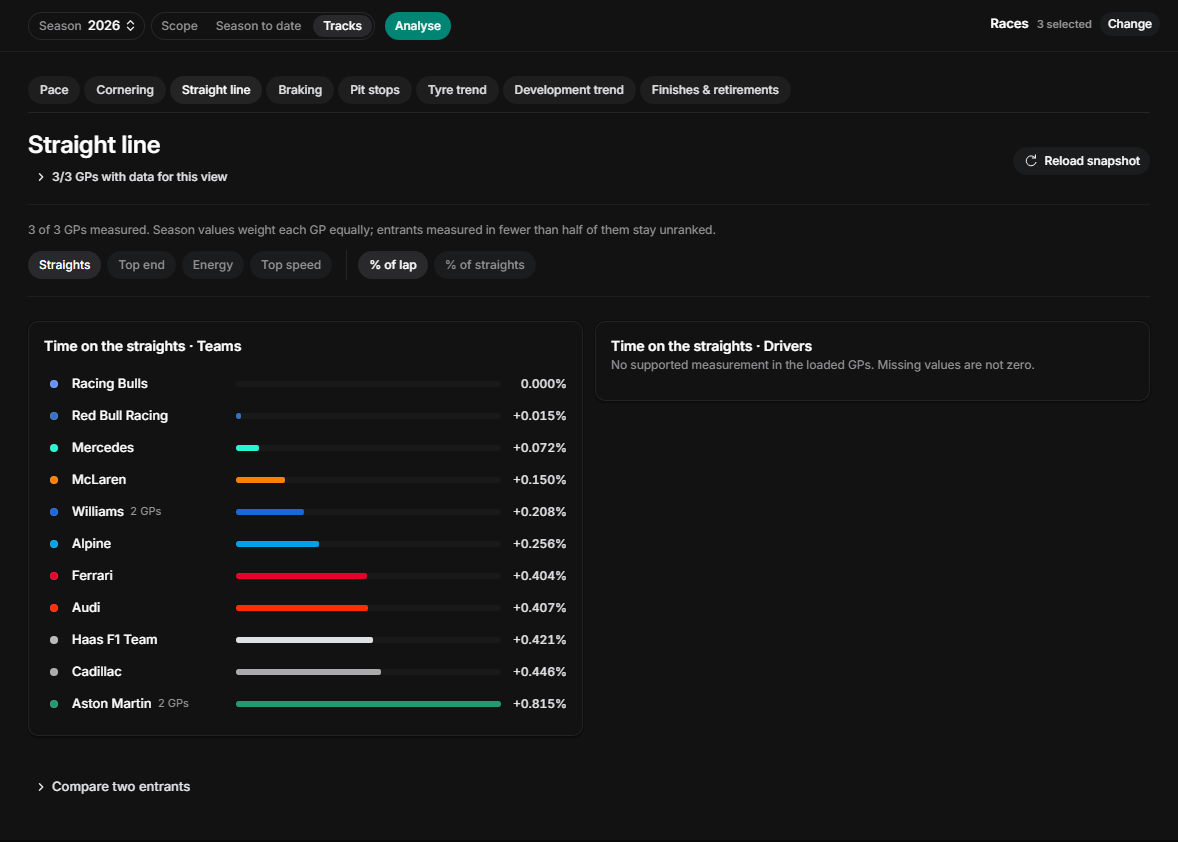 Season 2026 Scope Season to date Tracks Analyse Races 3 selected Change
Pace Cornering Straight line Braking Pit stops Tyre trend Development trend Finishes & retirements
Straight line
Reload snapshot
3/3 GPs with data for this view
3 of 3 GPs measured. Season values weight each GP equally; entrants measured in fewer than half of them stay unranked.
Straights Top end Energy Top speed % of lap % of straights
Time on the straights · Teams
Racing Bulls 0.000%
Red Bull Racing +0.015%
Mercedes +0.072%
McLaren +0.150%
Williams 2 GPs +0.208%
Alpine +0.256%
Ferrari +0.404%
Audi +0.407%
Haas F1 Team +0.421%
Cadillac +0.446%
Aston Martin 2 GPs +0.815%
Time on the straights · Drivers
No supported measurement in the loaded GPs. Missing values are not zero.
Compare two entrants